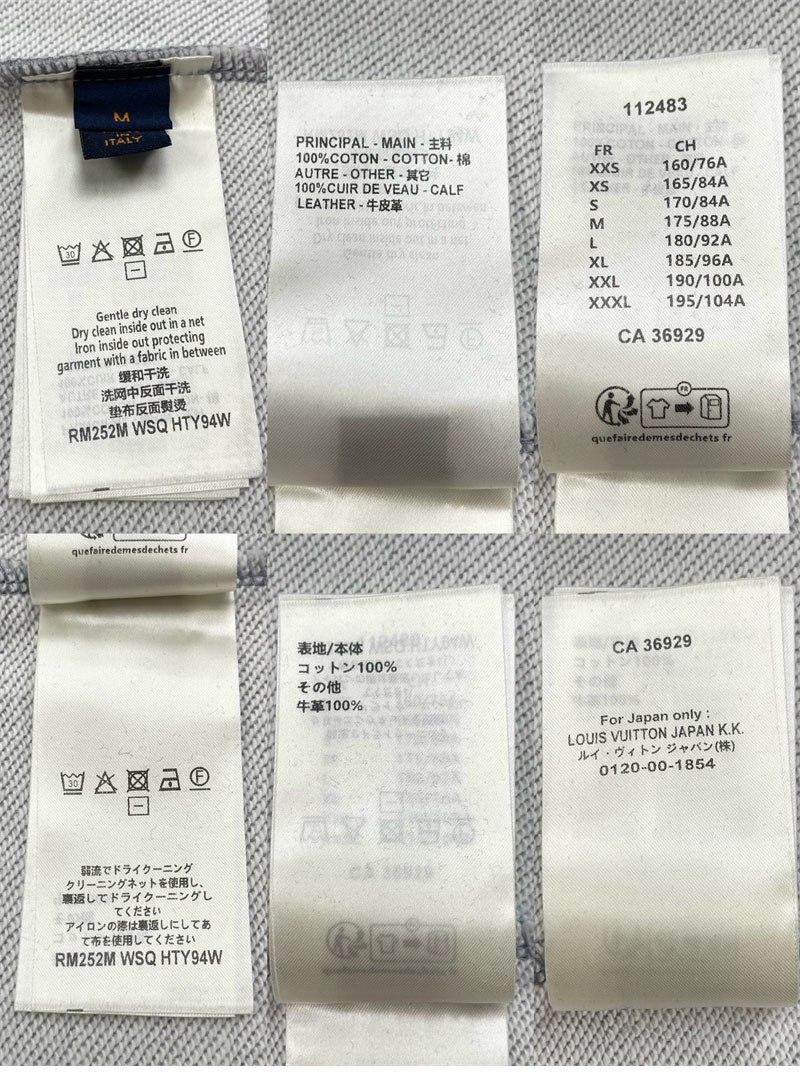 M
IN
ITALY
30
F
Gentle dry clean
Dry clean inside out in a net
Iron inside out protecting
garment with a fabric in between
缓和干洗
洗网中反面干洗
垫布反面熨烫
RM252M WSQ HTY94W
PRINCIPAL - MAIN - 主料
100%COTON - COTTON- 棉
AUTRE - OTHER - 其它
100%CUIR DE VEAU - CALF
LEATHER - 牛皮革
112483
FR CH
XXS 160/76A
XS 165/84A
S 170/84A
M 175/88A
L 180/92A
XL 185/96A
XXL 190/100A
XXXL 195/104A
CA 36929
FR
quefairedemesdechets fr
quefairedemesdechets fr
30
F
弱流でドライクーニング
クリーニングネットを使用し、
裏返してドライクーニングし
てください
アイロンの際は裏返しにしてあ
て布を使用してください
RM252M WSQ HTY94W
表地/本体
コットン100%
その他
牛革100%
CA 36929
For Japan only :
LOUIS VUITTON JAPAN K.K.
ルイ・ヴィトン ジャパン(株)
0120-00-1854